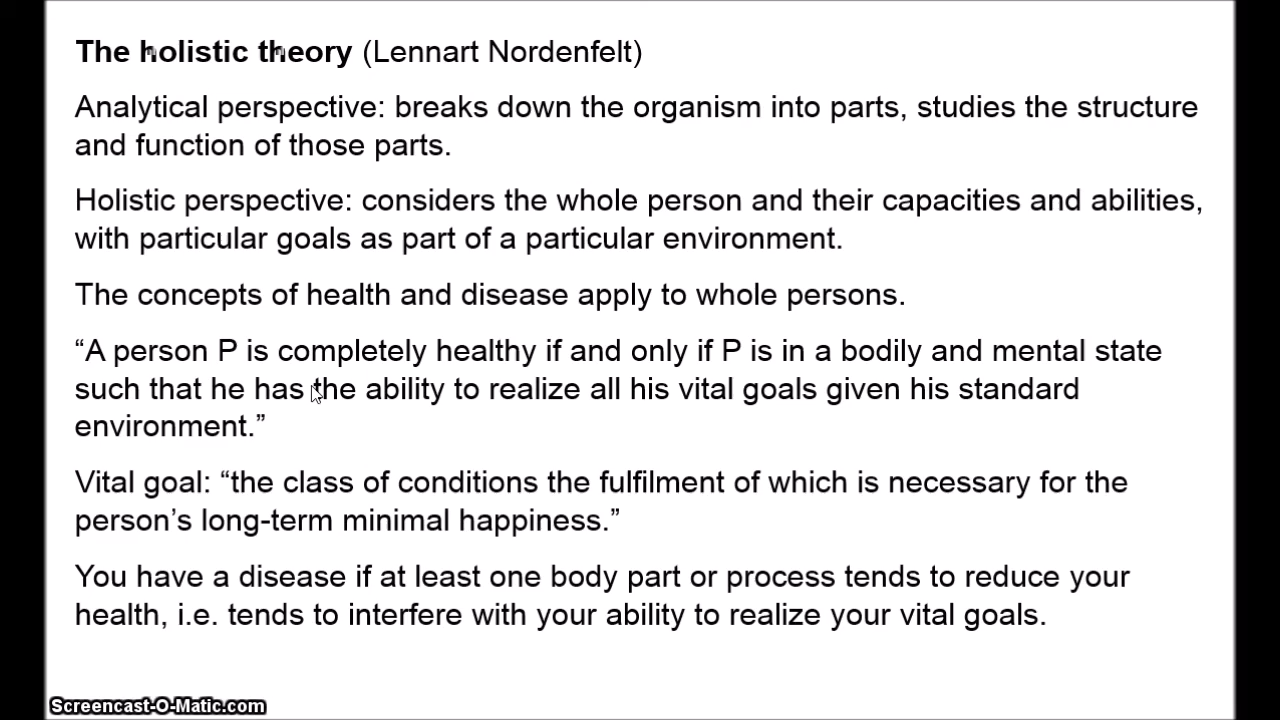 The holistic theory (Lennart Nordenfelt)
Analytical perspective: breaks down the organism into parts, studies the structure
and function of those parts.
Holistic perspective: considers the whole person and their capacities and abilities,
with particular goals as part of a particular environment.
The concepts of health and disease apply to whole persons.
“A person P is completely healthy if and only if P is in a bodily and mental state
such that he has the ability to realize all his vital goals given his standard
environment.”
Vital goal: “the class of conditions the fulfilment of which is necessary for the
person’s long-term minimal happiness.”
You have a disease if at least one body part or process tends to reduce your
health, i.e. tends to interfere with your ability to realize your vital goals.
Screencast-O-Matic.com